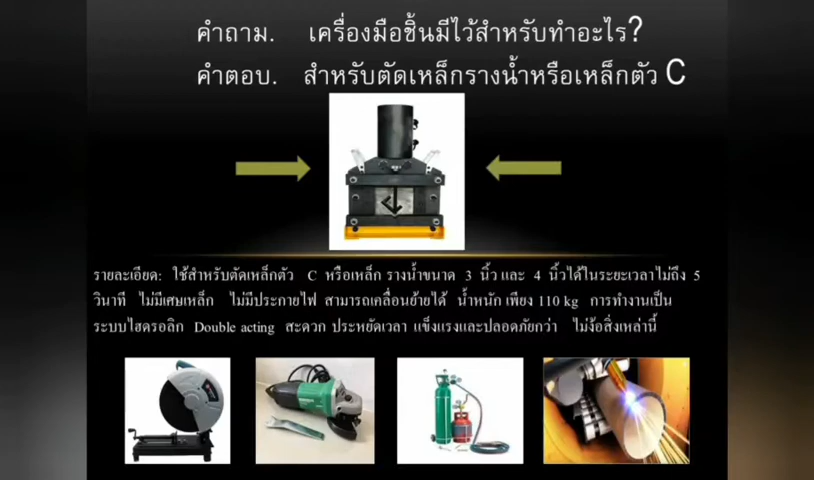 คำถาม. เครื่องมือชิ้นมีไว้สำหรับทำอะไร?
คำตอบ. สำหรับตัดเหล็กรางน้ำหรือเหล็กตัว C
รายละเอียด: ใช้สำหรับตัดเหล็กตัว C หรือเหล็ก รางน้ำขนาด 3 นิ้ว และ 4 นิ้วได้ในระยะเวลาไม่ถึง 5
วินาที ไม่มีเศษเหล็ก ไม่มีประกายไฟ สามารถเคลื่อนย้ายได้ น้ำหนัก เพียง 110 kg การทำงานเป็น
ระบบไฮดรอลิก Double acting สะดวก ประหยัดเวลา แข็งแรงและปลอดภัยกว่า ไม่ง้อสิ่งเหล่านี้